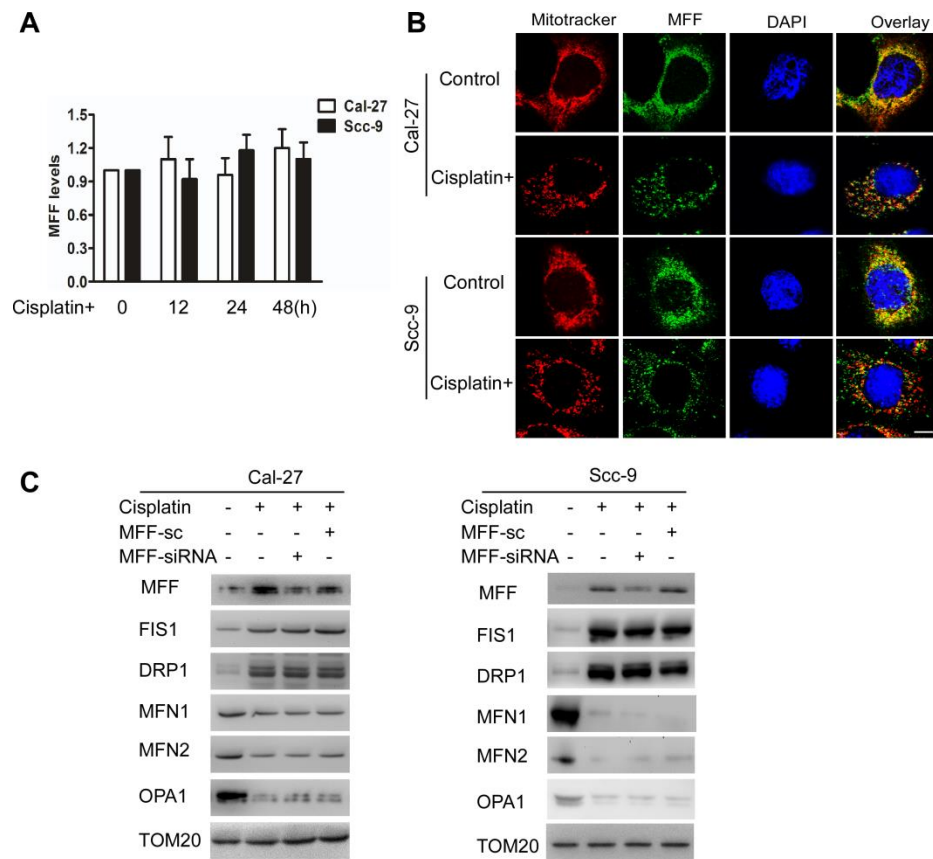 A
MFF levels
1.5
1.2
0.9
0.6
0.3
0.0
Cal-27
Scc-9
Cisplatin+ 0 12 24 48(h)
B
Mitotracker MFF DAPI Overlay
Cal-27
Control
Cisplatin+
Scc-9
Control
Cisplatin+
C
Cal-27
Cisplatin - + + +
MFF-sc - - - +
MFF-siRNA - - + -
MFF
FIS1
DRP1
MFN1
MFN2
OPA1
TOM20
Scc-9
Cisplatin - + + +
MFF-sc - - - +
MFF-siRNA - - + -
MFF
FIS1
DRP1
MFN1
MFN2
OPA1
TOM20